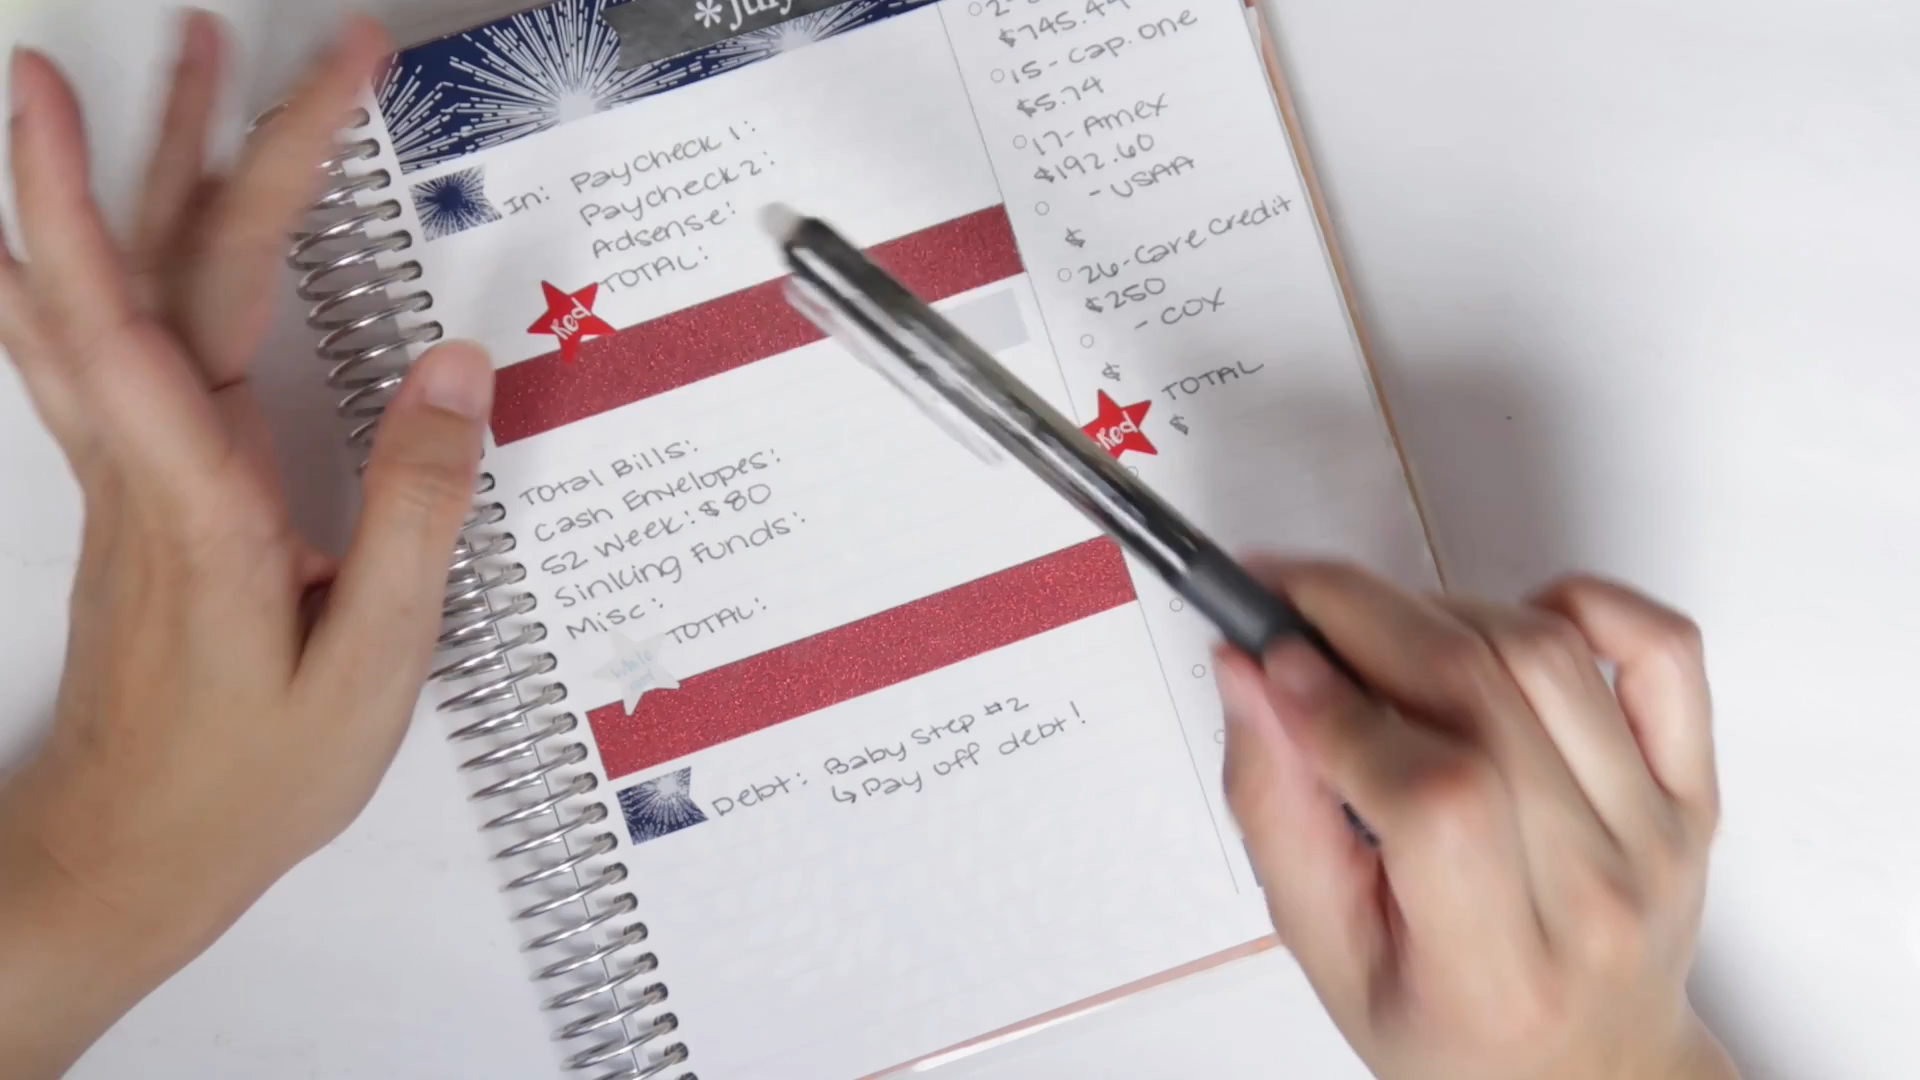 *July
In: Paycheck 1:
Paycheck 2:
Adsense:
TOTAL:
Red
Total Bills:
Cash Envelopes:
52 Week: $80
Sinking Funds:
Misc:
TOTAL:
white
Debt: Baby Step #2
↳ Pay off debt!
$745.44
15 - Cap. One
$5.74
17 - Amex
$192.60
- USAA
$
26 - Care Credit
$250
- COX
$
TOTAL
$
Red